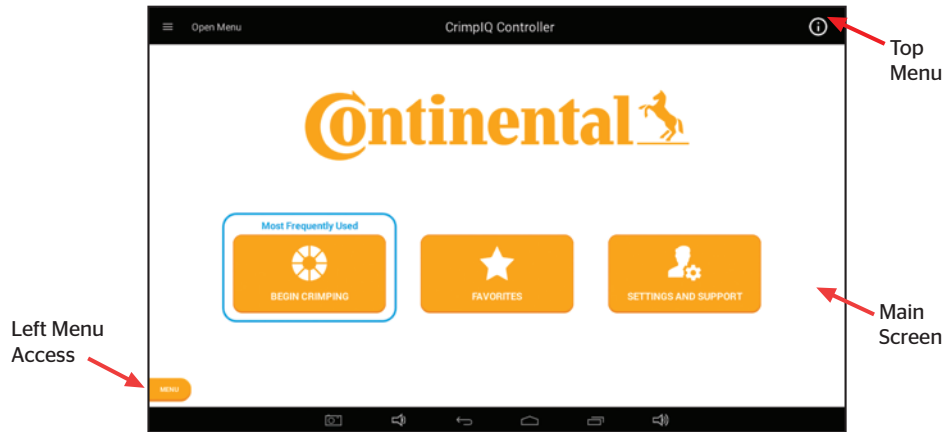 Open Menu
CrimpIQ Controller
Top
Menu
Continental
Most Frequently Used
BEGIN CRIMPING
FAVORITES
SETTINGS AND SUPPORT
Main
Screen
Left Menu
Access
MENU